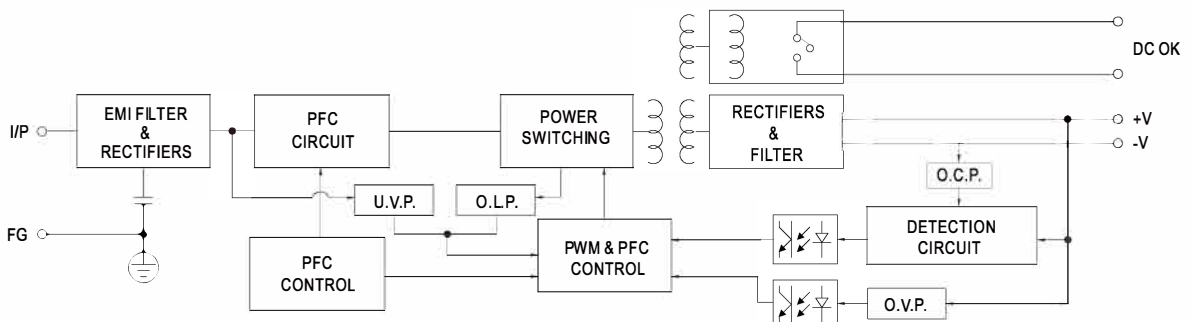 DC OK
I/P
EMI FILTER
&
RECTIFIERS
PFC
CIRCUIT
POWER
SWITCHING
RECTIFIERS
&
FILTER
+V
-V
O.C.P.
U.V.P.
O.L.P.
FG
PFC
CONTROL
PWM & PFC
CONTROL
DETECTION
CIRCUIT
O.V.P.